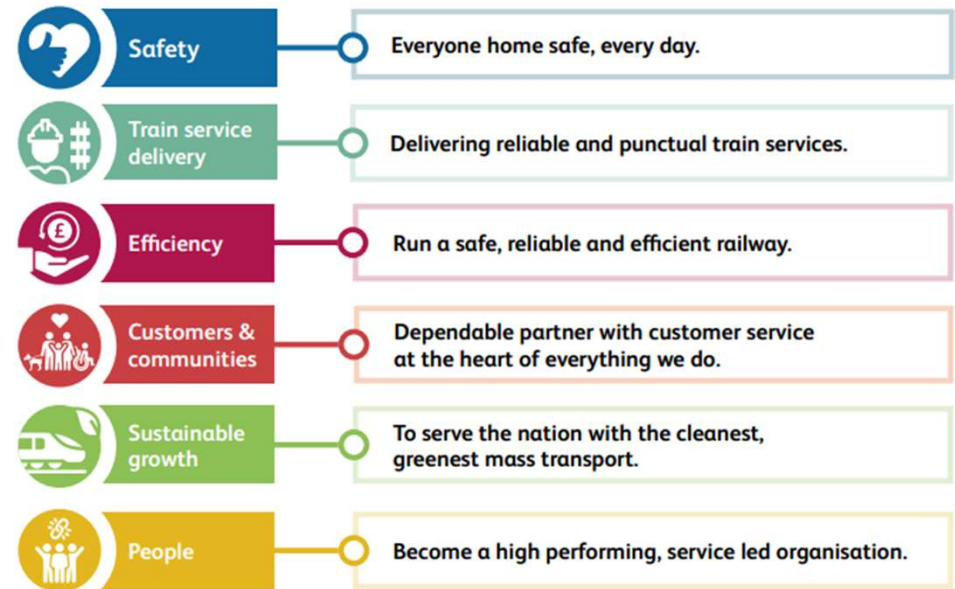 Safety
Everyone home safe, every day.
Train service
delivery
Delivering reliable and punctual train services.
£
Efficiency
Run a safe, reliable and efficient railway.
Customers &
communities
Dependable partner with customer service
at the heart of everything we do.
Sustainable
growth
To serve the nation with the cleanest,
greenest mass transport.
People
Become a high performing, service led organisation.